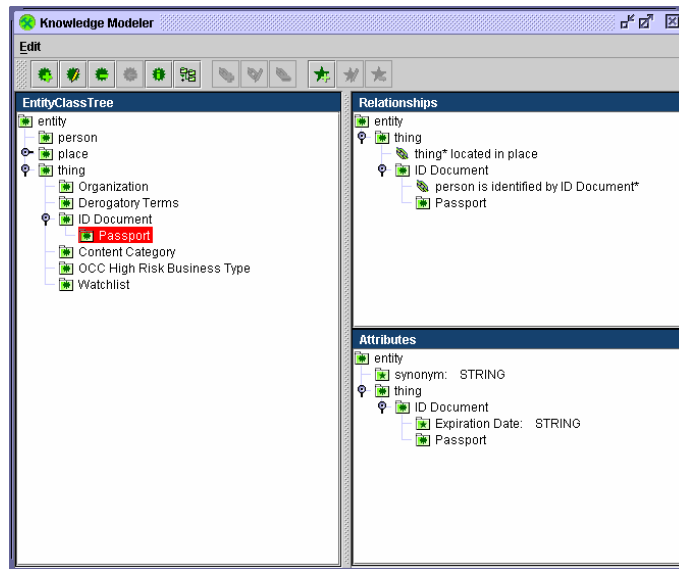 Knowledge Modeler
Edit
EntityClassTree
entity
person
place
thing
Organization
Derogatory Terms
ID Document
Passport
Content Category
OCC High Risk Business Type
Watchlist
Relationships
entity
thing
thing* located in place
ID Document
person is identified by ID Document*
Passport
Attributes
entity
synonym: STRING
thing
ID Document
Expiration Date: STRING
Passport